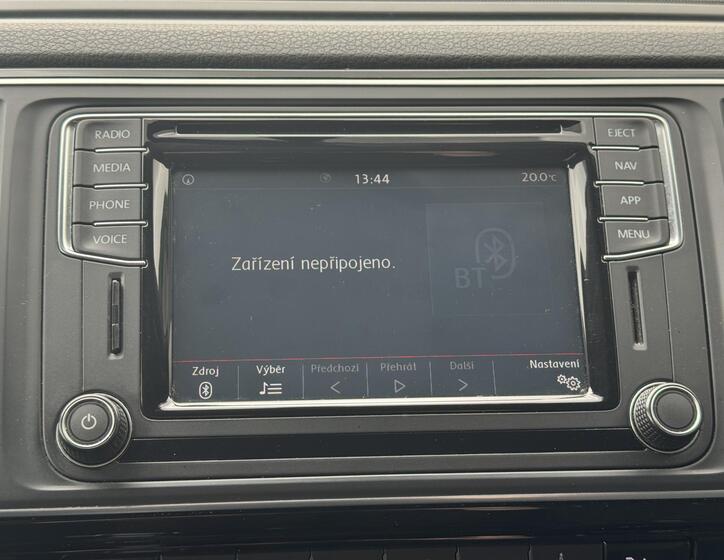 RADIO
MEDIA
PHONE
VOICE
EJECT
NAV
APP
MENU
13:44
20.0°C
Zařízení nepřipojeno.
BT
Zdroj
Výběr
Předchozí
Přehrát
Další
Nastavení